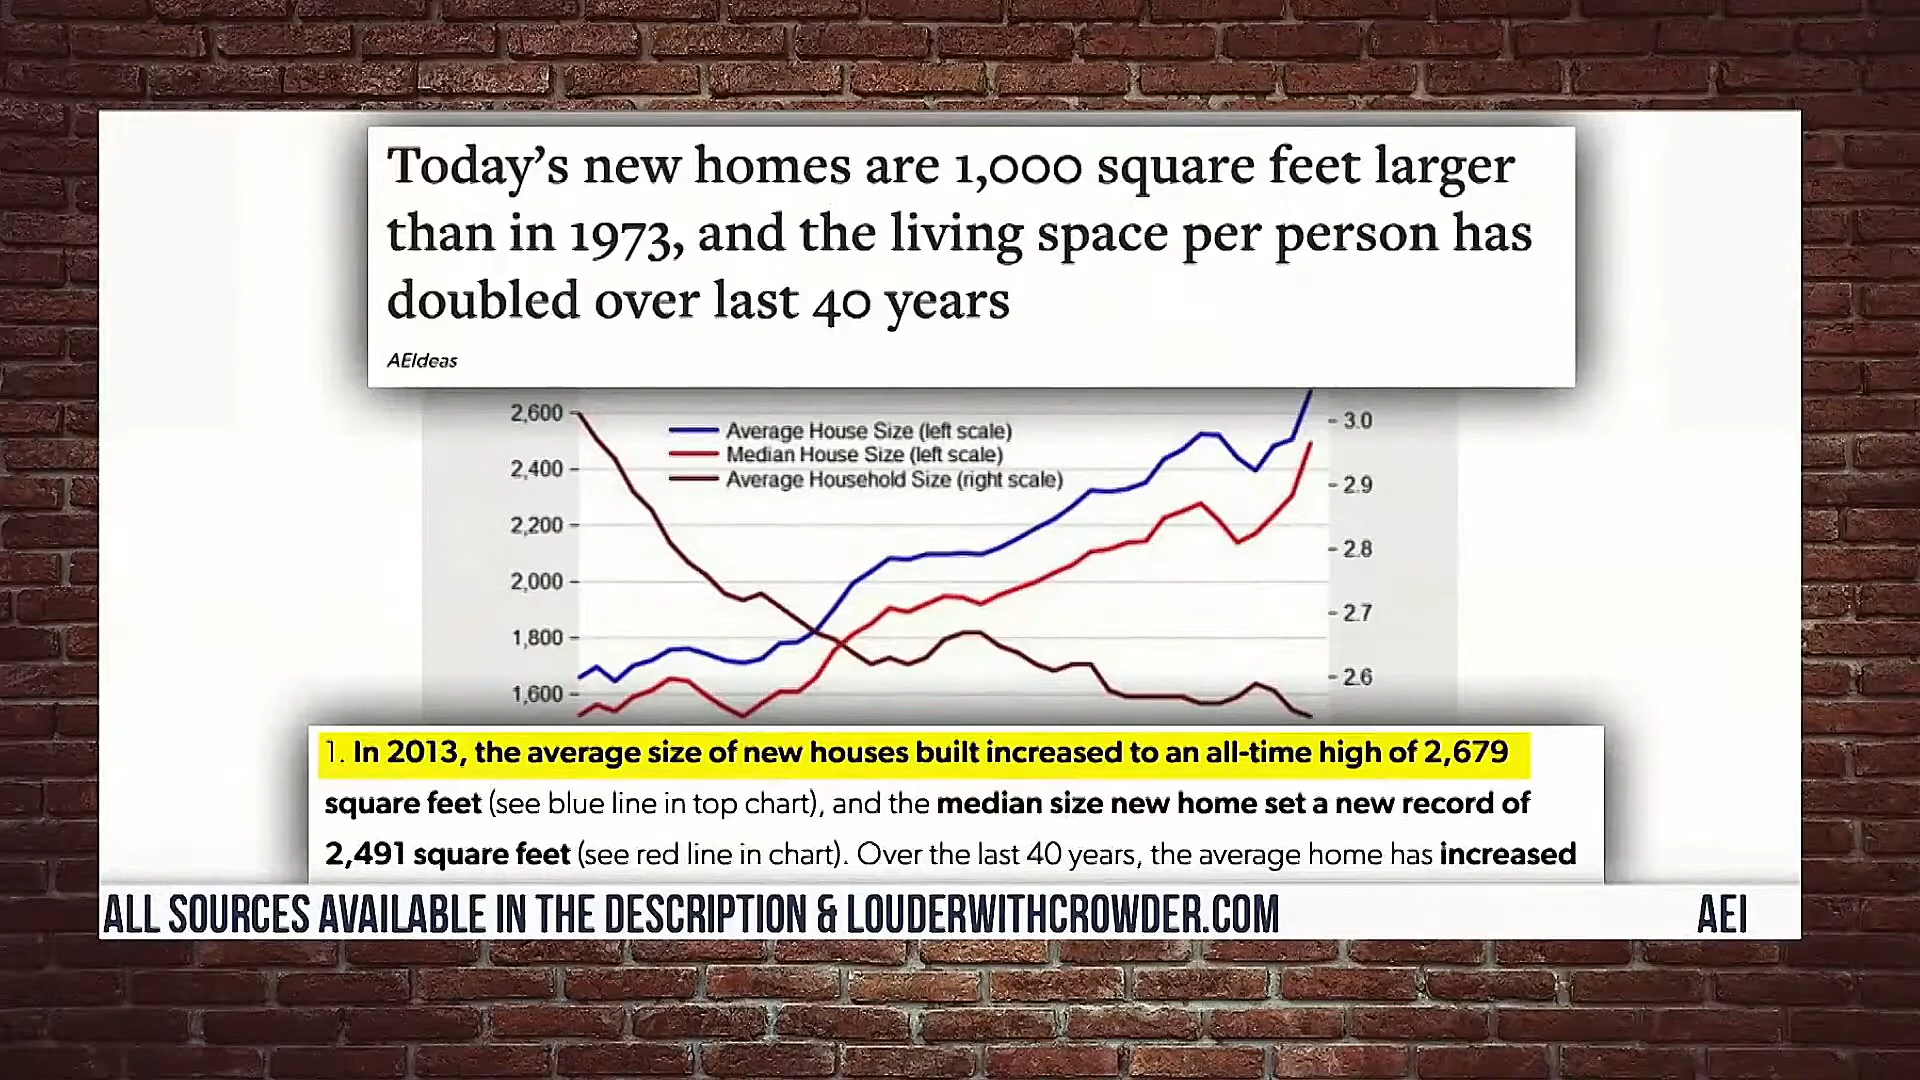 Today's new homes are 1,000 square feet larger
than in 1973, and the living space per person has
doubled over last 40 years
AEIdeas
2,600
2,400
2,200
2,000
1,800
1,600
Average House Size (left scale)
Median House Size (left scale)
Average Household Size (right scale)
3.0
2.9
2.8
2.7
2.6
1. In 2013, the average size of new houses built increased to an all-time high of 2,679
square feet (see blue line in top chart), and the median size new home set a new record of
2,491 square feet (see red line in chart). Over the last 40 years, the average home has increased
ALL SOURCES AVAILABLE IN THE DESCRIPTION & LOUDERWITHCROWDER.COM
AEI